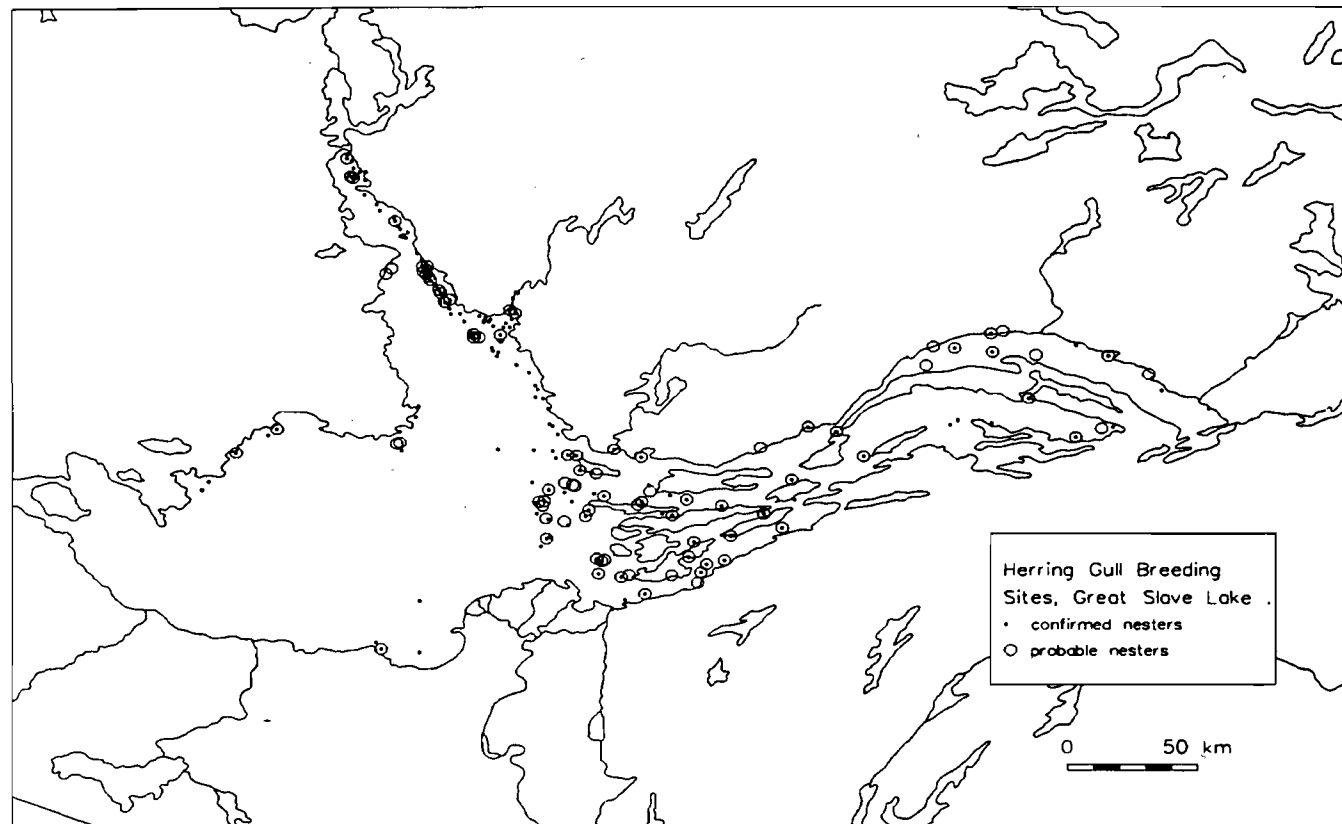 Herring Gull Breeding
Sites, Great Slave Lake .
confirmed nesters
probable nesters
0 50 km